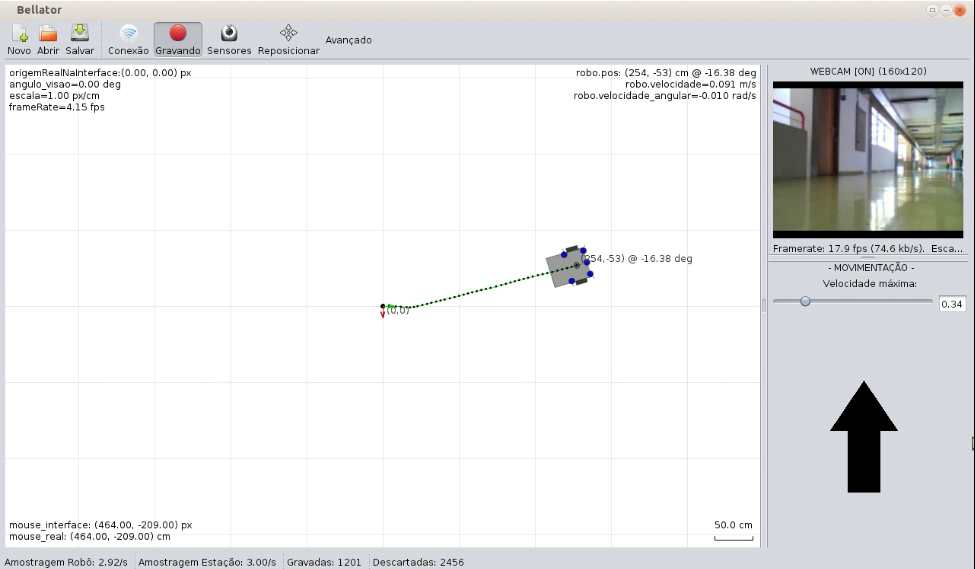 Bellator
Novo Abrir Salvar Conexão Gravando Sensores Reposicionar Avançado
origemRealNaInterface:(0.00, 0.00) px
angulo_visao=0.00 deg
escala=1.00 px/cm
frameRate=4.15 fps
robo.pos: (254, -53) cm @ -16.38 deg
robo.velocidade=0.091 m/s
robo.velocidade_angular=-0.010 rad/s
(254,-53) @ -16.38 deg
(0,0)
mouse_interface: (464.00, -209.00) px
mouse_real: (464.00, -209.00) cm
50.0 cm
WEBCAM [ON] (160x120)
Framerate: 17.9 fps (74.6 kb/s). Esca...
- MOVIMENTAÇÃO -
Velocidade máxima:
0.34
Amostragem Robô: 2.92/s Amostragem Estação: 3.00/s Gravadas: 1201 Descartadas: 2456